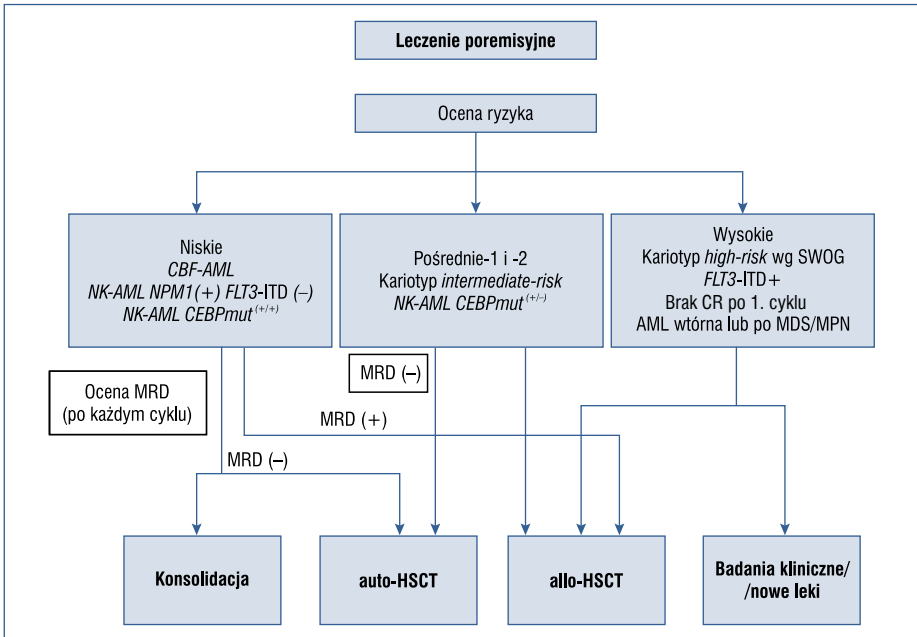 Leczenie poremisyjne
Ocena ryzyka
Niskie
CBF-AML
NK-AML NPM1(+) FLT3-ITD (–)
NK-AML CEBPmut(+/+)
Pośrednie-1 i -2
Kariotyp intermediate-risk
NK-AML CEBPmut(+/–)
Wysokie
Kariotyp high-risk wg SWOG
FLT3-ITD+
Brak CR po 1. cyklu
AML wtórna lub po MDS/MPN
Ocena MRD
(po każdym cyklu)
MRD (–)
MRD (+)
MRD (–)
Konsolidacja
auto-HSCT
allo-HSCT
Badania kliniczne/
/nowe leki